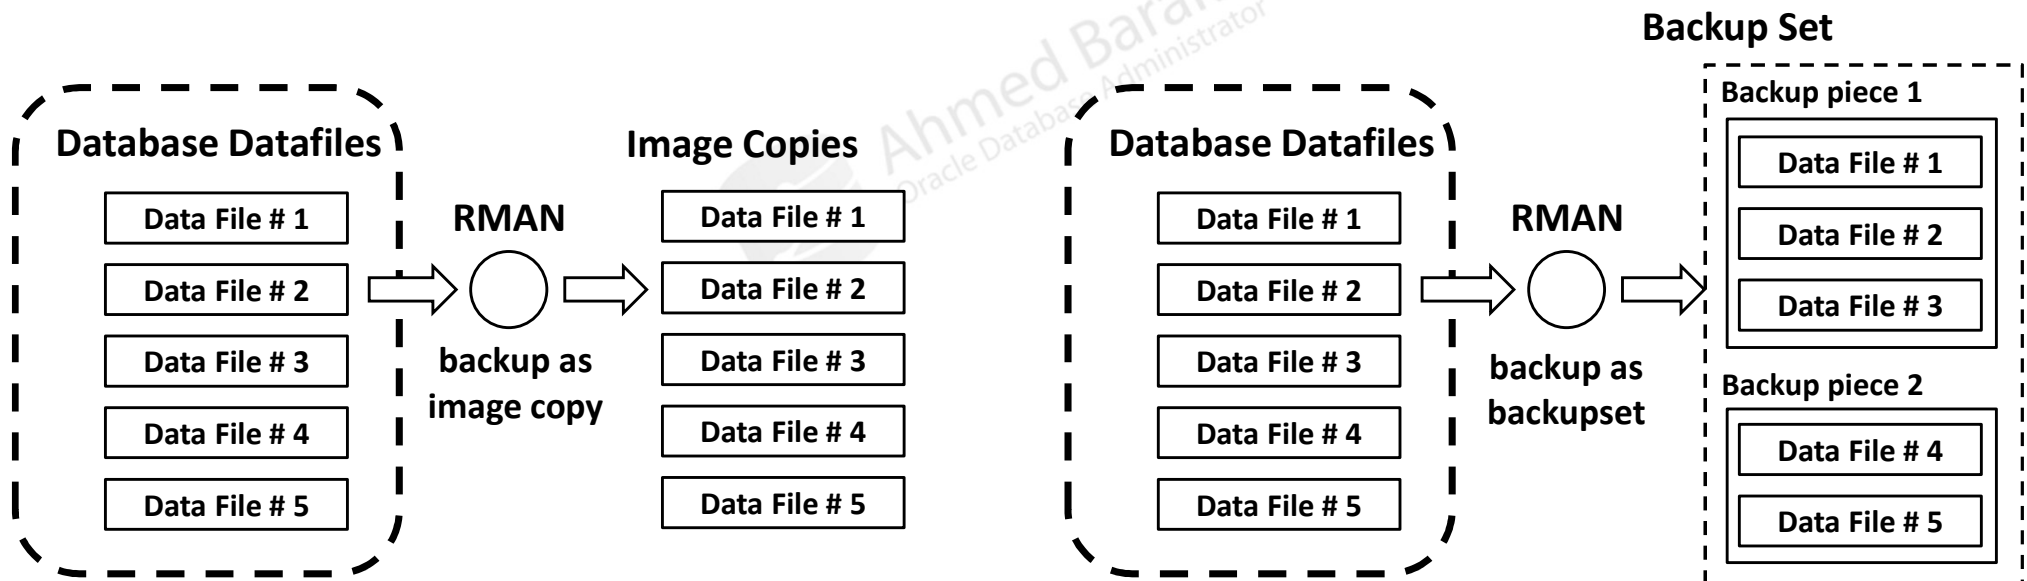 Database Datafiles
Data File # 1
Data File # 2
Data File # 3
Data File # 4
Data File # 5
RMAN
backup as
image copy
Image Copies
Data File # 1
Data File # 2
Data File # 3
Data File # 4
Data File # 5
Ahmed
Oracle Database Administrator
Database Datafiles
Data File # 1
Data File # 2
Data File # 3
Data File # 4
Data File # 5
RMAN
backup as
backupset
Backup Set
Backup piece 1
Data File # 1
Data File # 2
Data File # 3
Backup piece 2
Data File # 4
Data File # 5